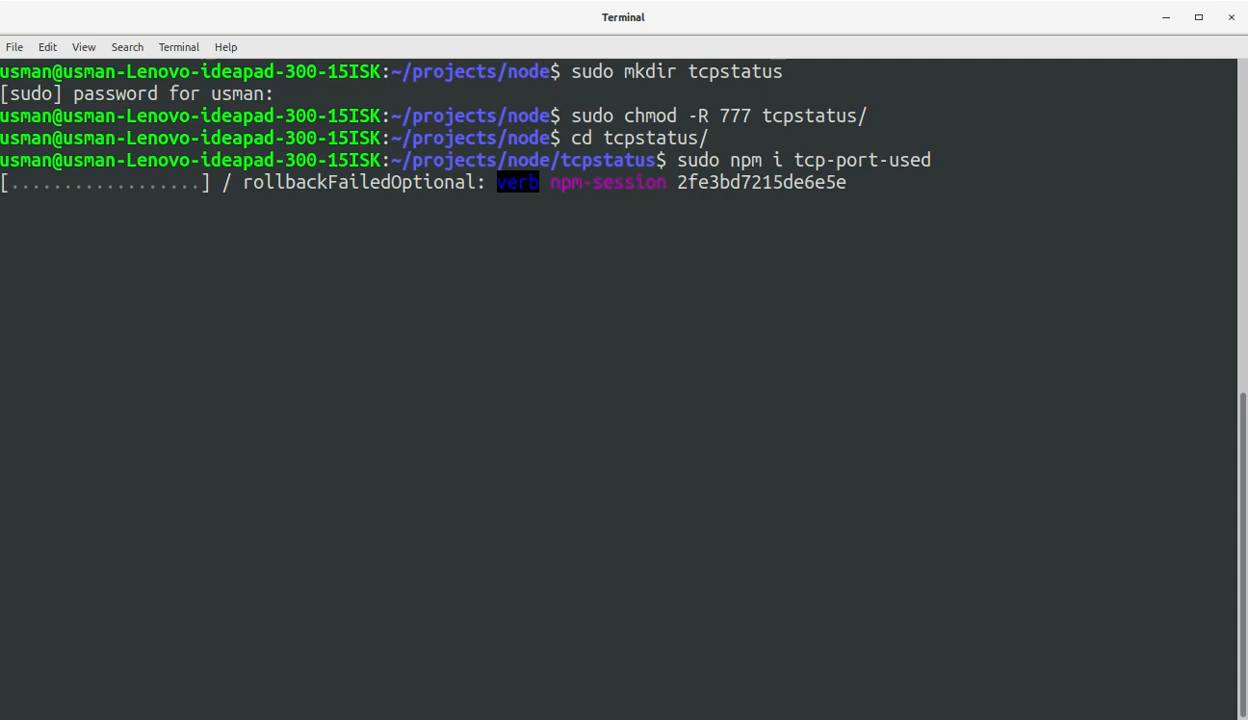 Terminal
File Edit View Search Terminal Help
usman@usman-Lenovo-ideapad-300-15ISK:~/projects/node$ sudo mkdir tcpstatus
[sudo] password for usman:
usman@usman-Lenovo-ideapad-300-15ISK:~/projects/node$ sudo chmod -R 777 tcpstatus/
usman@usman-Lenovo-ideapad-300-15ISK:~/projects/node$ cd tcpstatus/
usman@usman-Lenovo-ideapad-300-15ISK:~/projects/node/tcpstatus$ sudo npm i tcp-port-used
[..................] / rollbackFailedOptional: verb npm-session 2fe3bd7215de6e5e